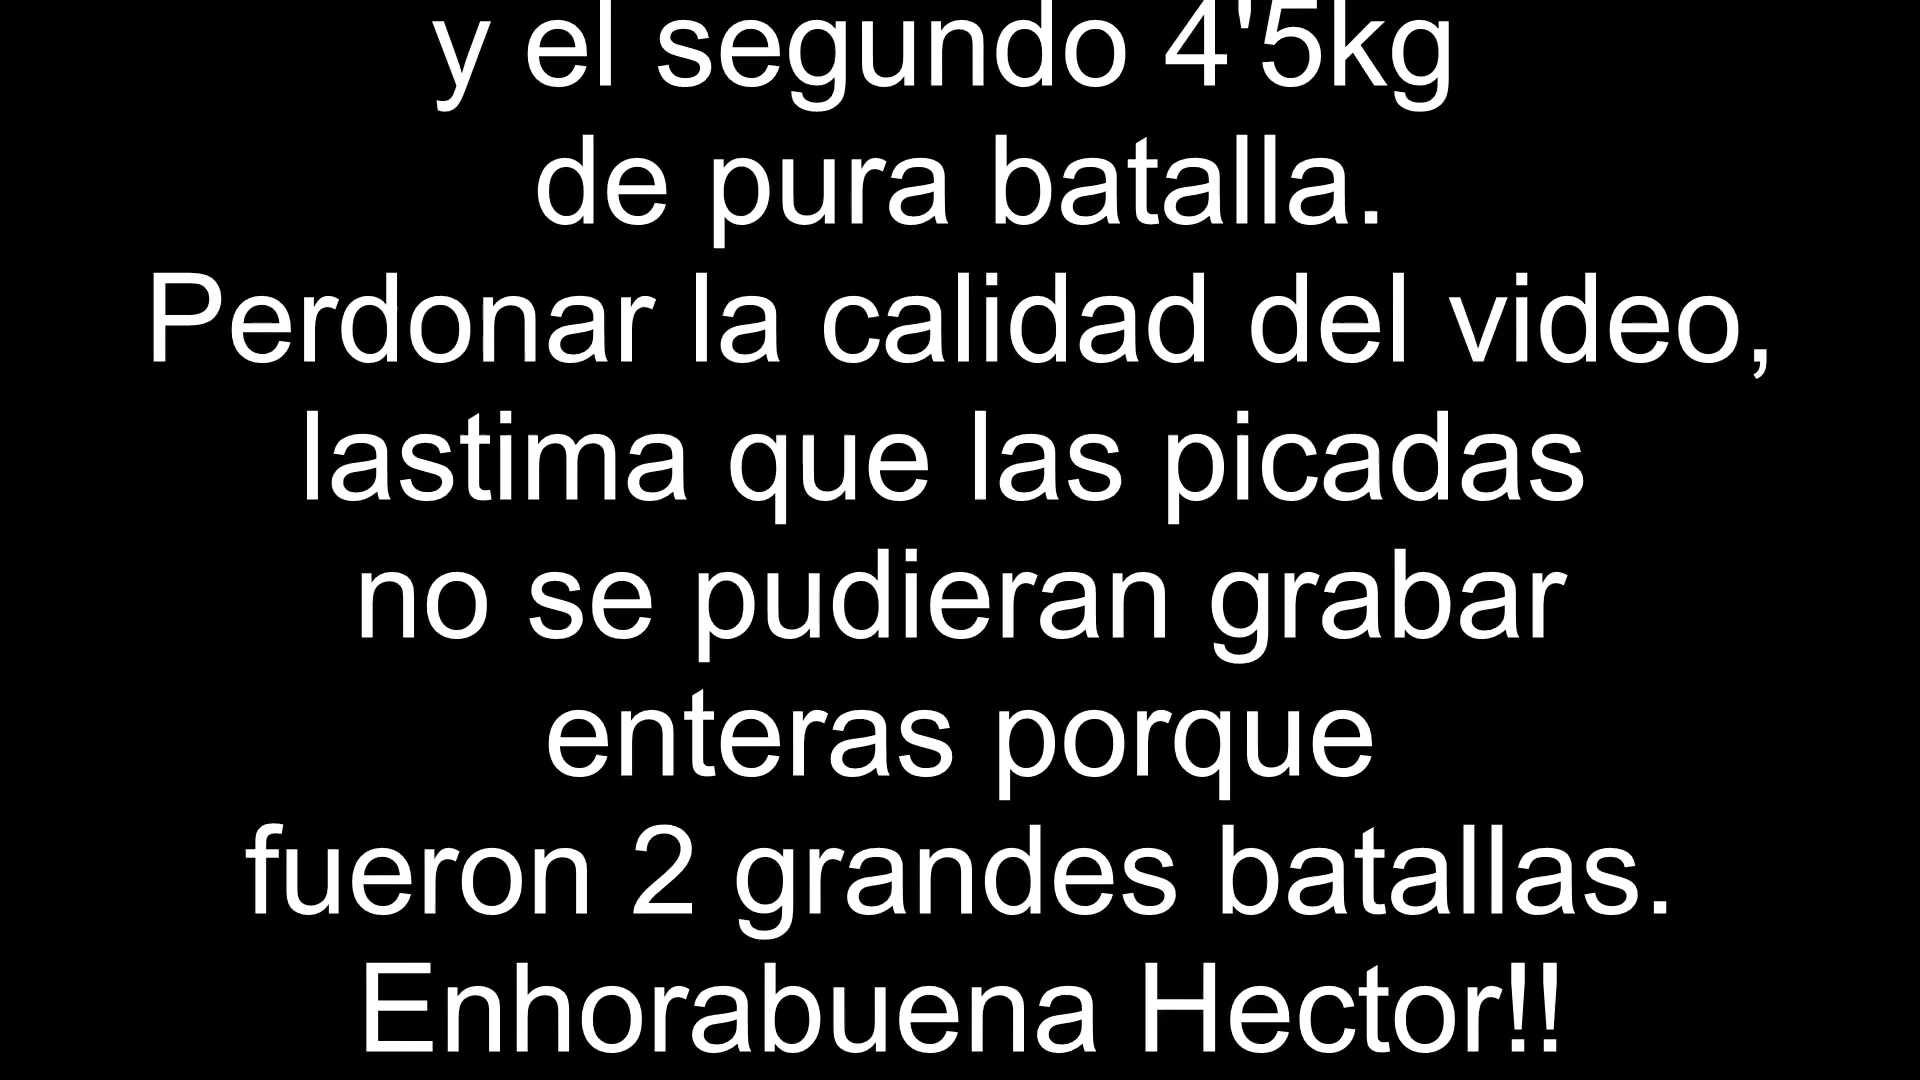 y el segundo 4'5kg
de pura batalla.
Perdonar la calidad del video,
lastima que las picadas
no se pudieran grabar
enteras porque
fueron 2 grandes batallas.
Enhorabuena Hector!!